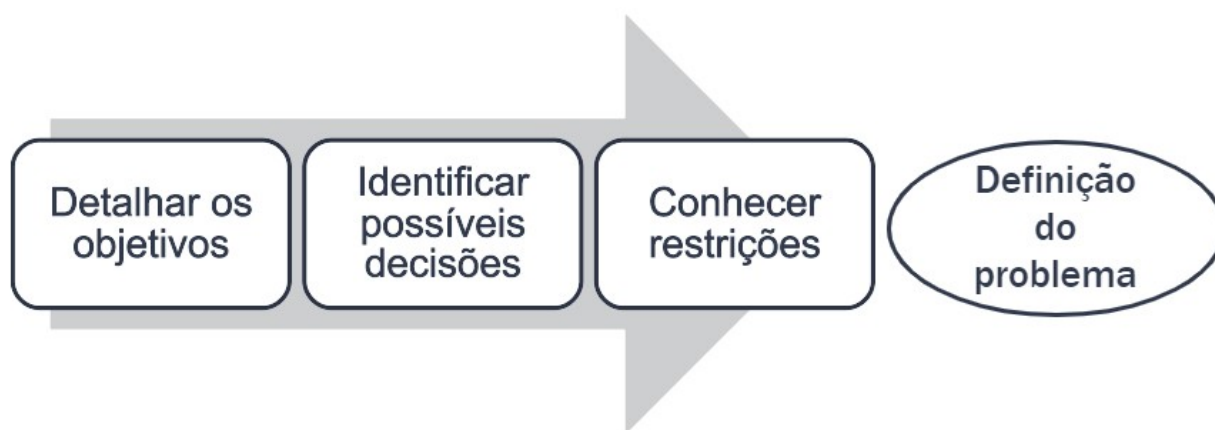 Detalhar os
objetivos
Identificar
possíveis
decisões
Conhecer
restrições
Definição
do
problema